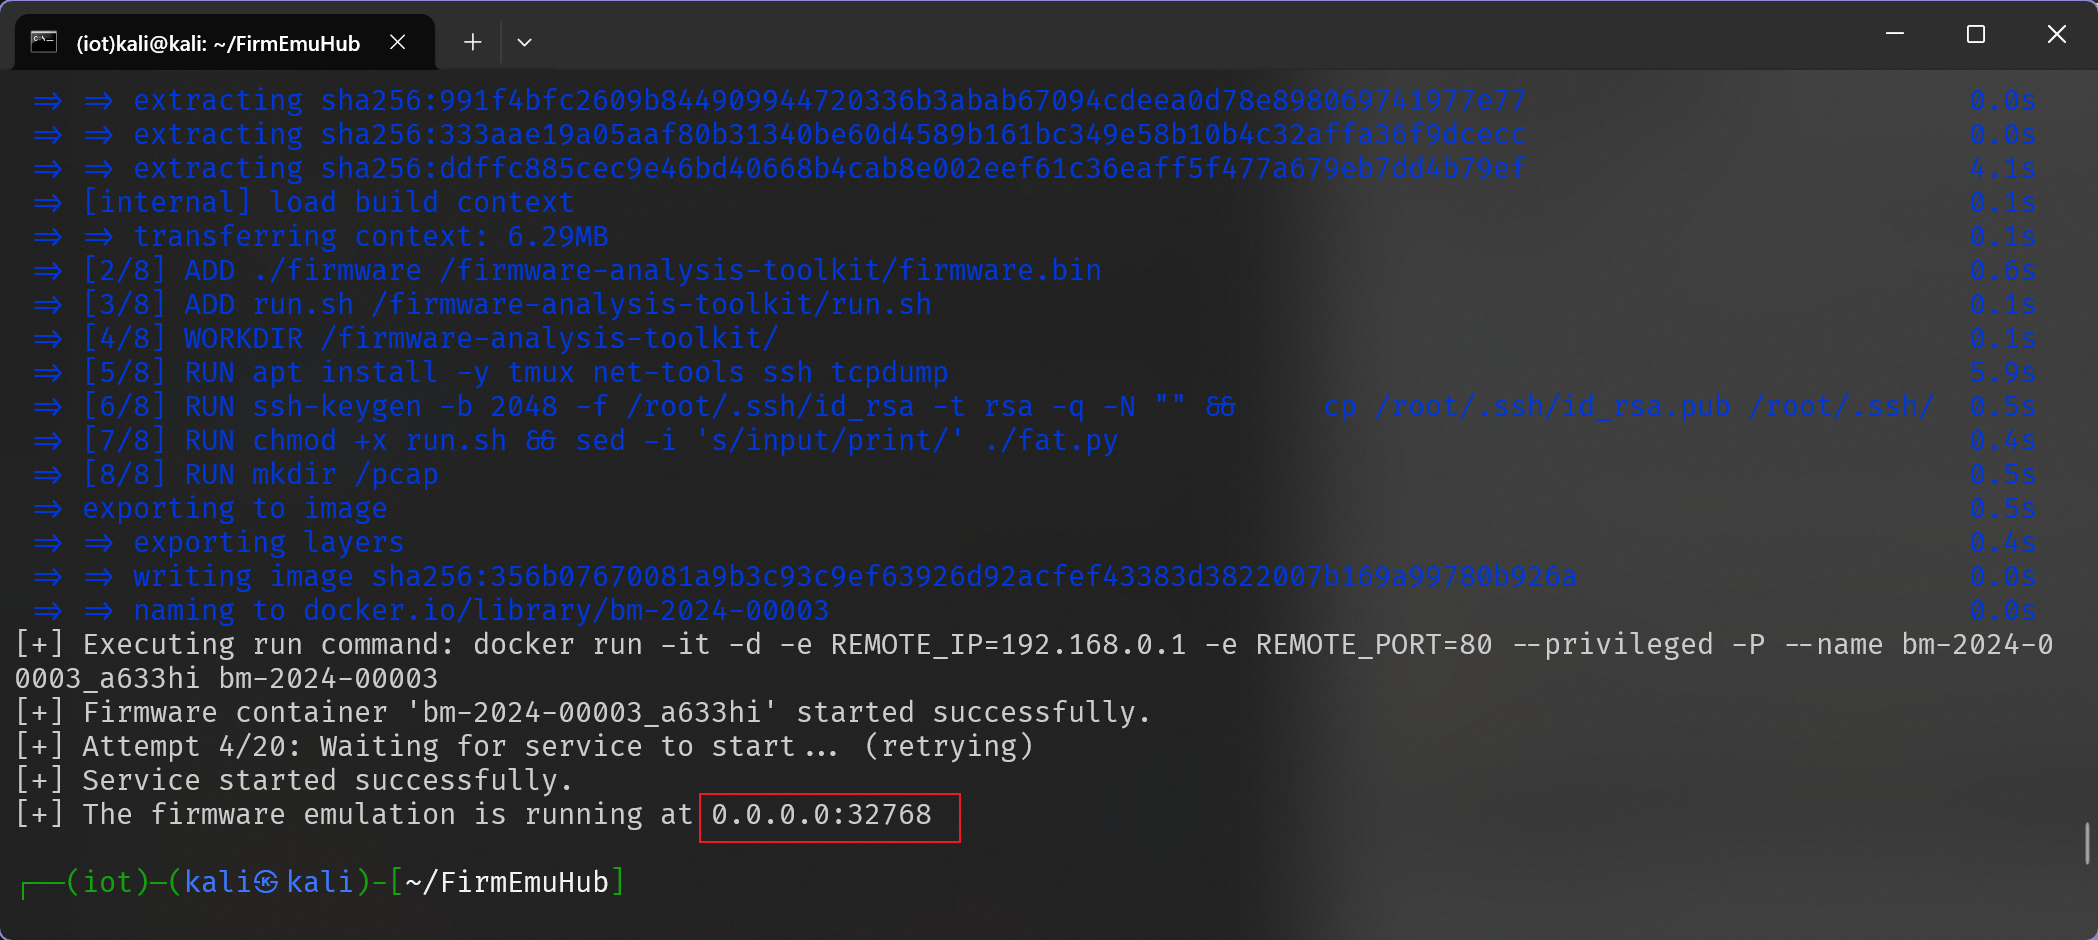 (iot)kali@kali: ~/FirmEmuHub
=> => extracting sha256:991f4bfc2609b844909944720336b3abab67094cdeea0d78e898069741977e77 0.0s
=> => extracting sha256:333aae19a05aaf80b31340be60d4589b161bc349e58b10b4c32affa36f9dcecc 0.0s
=> => extracting sha256:ddffc885cec9e46bd40668b4cab8e002eef61c36eaff5f477a679eb7dd4b79ef 4.1s
=> [internal] load build context 0.1s
=> => transferring context: 6.29MB 0.1s
=> [2/8] ADD ./firmware /firmware-analysis-toolkit/firmware.bin 0.6s
=> [3/8] ADD run.sh /firmware-analysis-toolkit/run.sh 0.1s
=> [4/8] WORKDIR /firmware-analysis-toolkit/ 0.1s
=> [5/8] RUN apt install -y tmux net-tools ssh tcpdump 5.9s
=> [6/8] RUN ssh-keygen -b 2048 -f /root/.ssh/id_rsa -t rsa -q -N "" && cp /root/.ssh/id_rsa.pub /root/.ssh/ 0.5s
=> [7/8] RUN chmod +x run.sh && sed -i 's/input/print/' ./fat.py 0.4s
=> [8/8] RUN mkdir /pcap 0.5s
=> exporting to image 0.5s
=> => exporting layers 0.4s
=> => writing image sha256:356b07670081a9b3c93c9ef63926d92acfef43383d3822007b169a99780b926a 0.0s
=> => naming to docker.io/library/bm-2024-00003 0.0s
[+] Executing run command: docker run -it -d -e REMOTE_IP=192.168.0.1 -e REMOTE_PORT=80 --privileged -P --name bm-2024-0
0003_a633hi bm-2024-00003
[+] Firmware container 'bm-2024-00003_a633hi' started successfully.
[+] Attempt 4/20: Waiting for service to start... (retrying)
[+] Service started successfully.
[+] The firmware emulation is running at 0.0.0.0:32768
┌──(iot)─(kali㉿kali)-[~/FirmEmuHub]